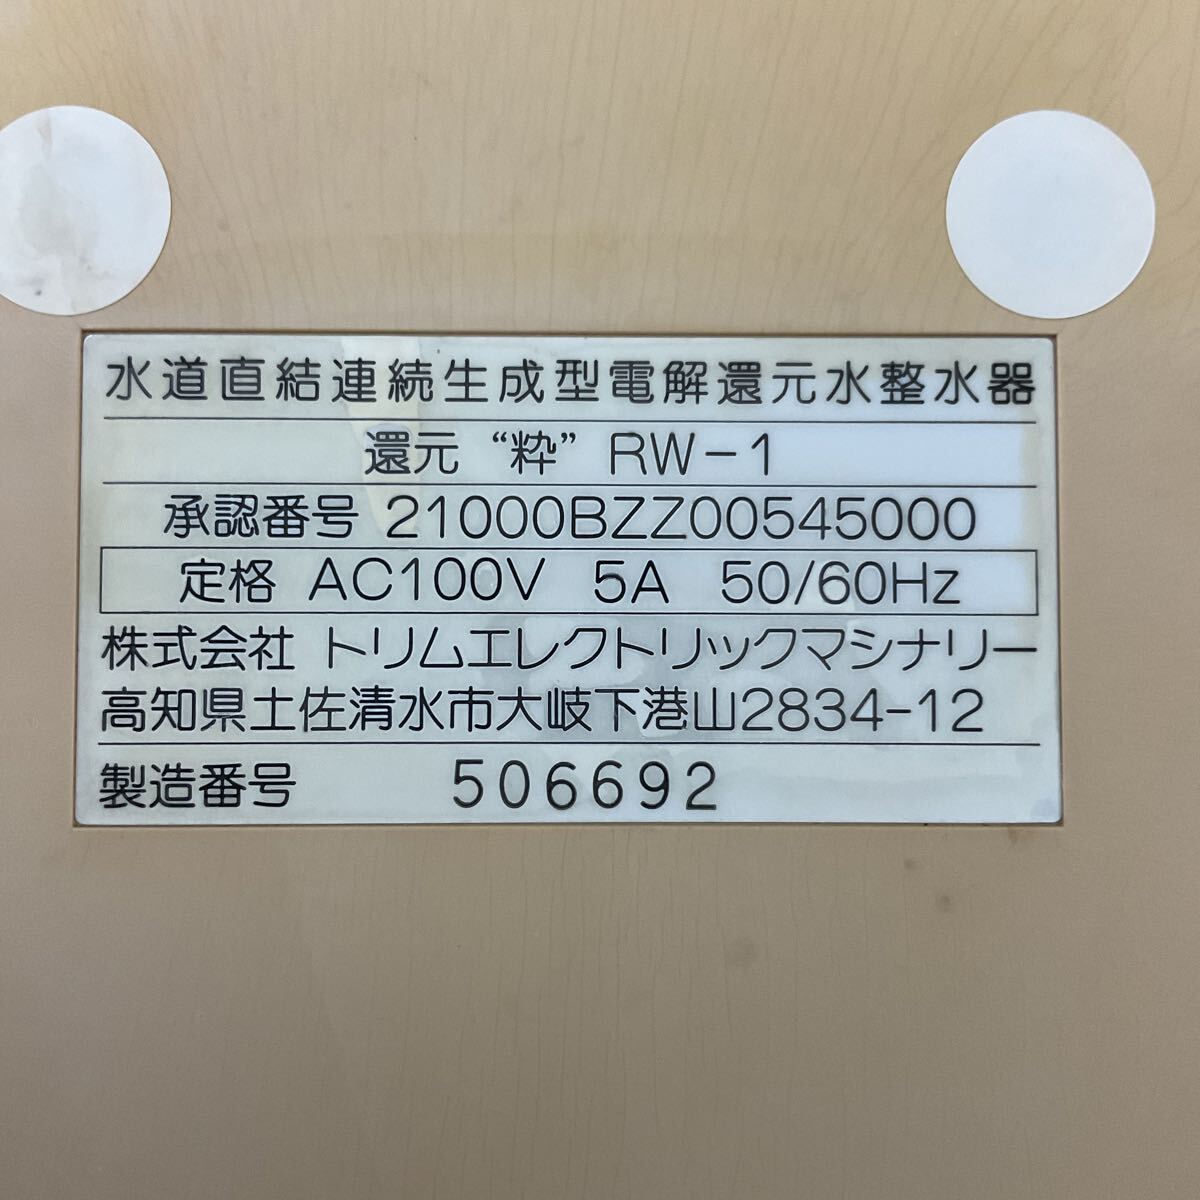 水道直結連続生成型電解還元水整水器
還元 “粋” RW-1
承認番号 21000BZZ00545000
定格 AC100V 5A 50/60Hz
株式会社 トリムエレクトリックマシナリー
高知県土佐清水市大岐下港山2834-12
製造番号 506692